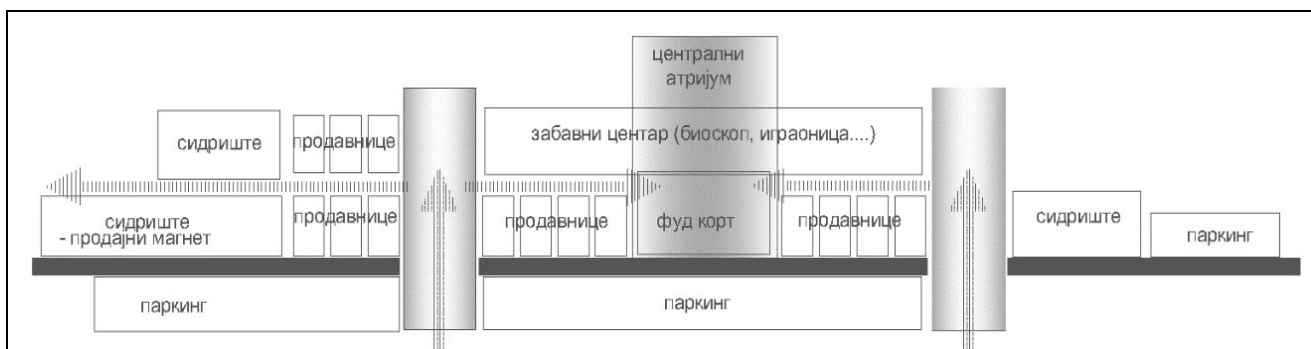 централни
атријум
сидриште
продавнице
забавни центар (биоскоп, играоница....)
сидриште
- продајни магнет
продавнице
продавнице
фуд корт
продавнице
сидриште
паркинг
паркинг
паркинг